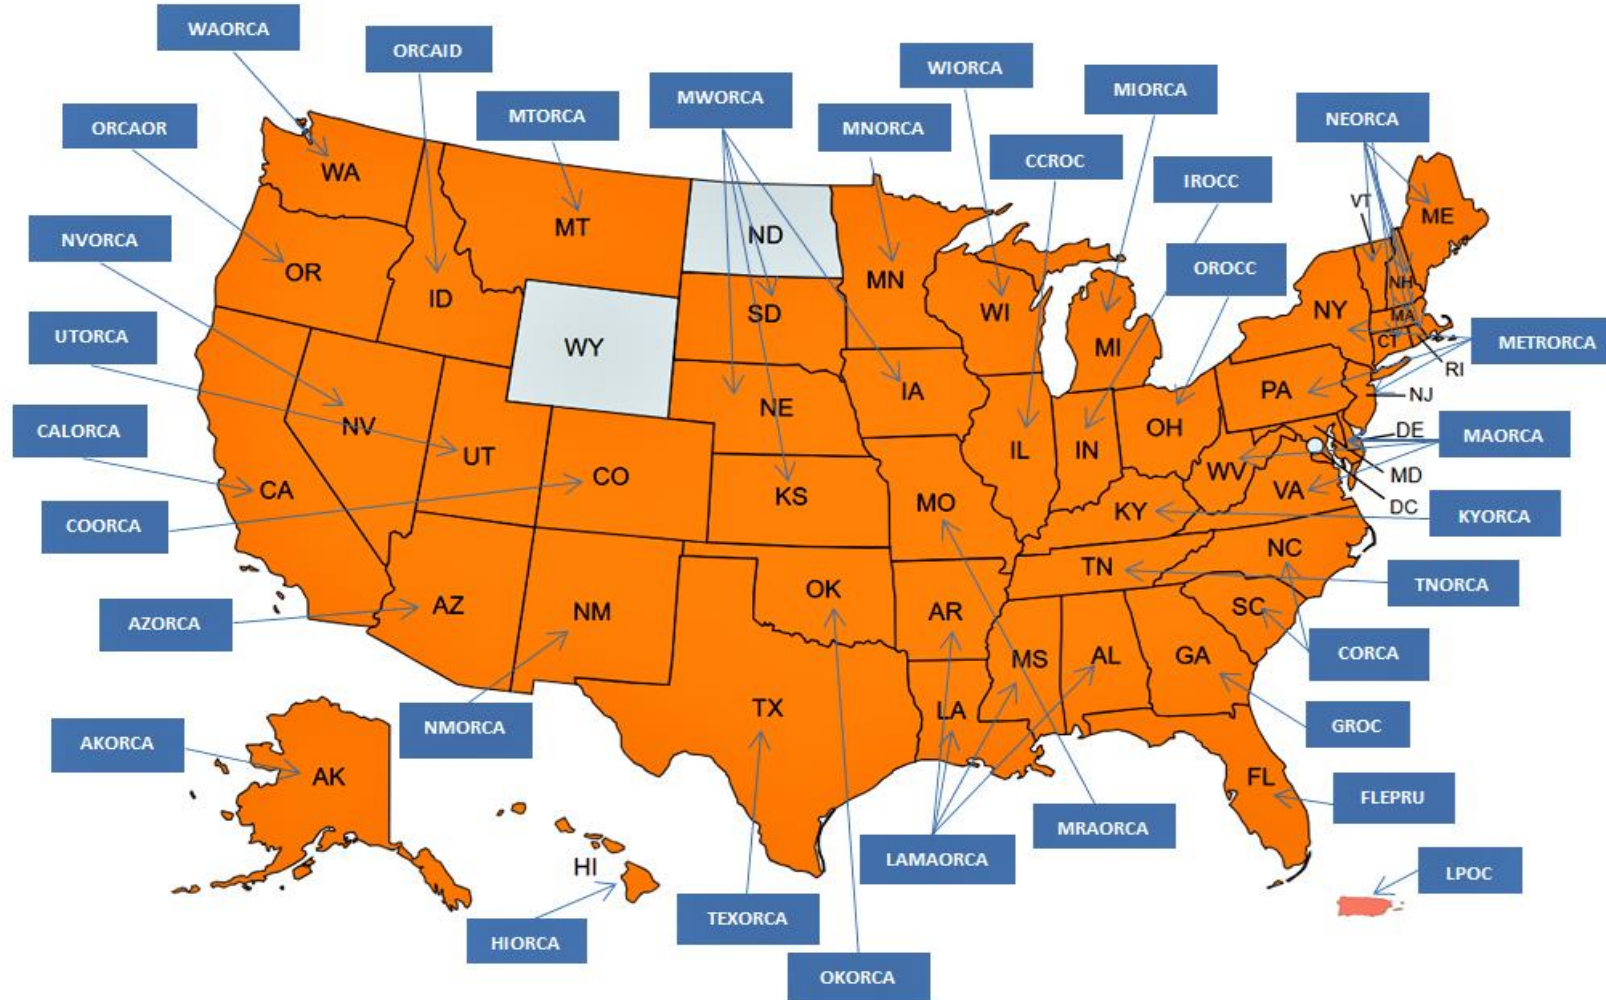 WAORCA
ORCAID
WIORCA
MIORCA
MWORCA
MTORCA
NEORCA
ORCAOR
MNORCA
CCROC
IROCC
NVORCA
OROCC
UTORCA
METRORCA
CALORCA
MAORCA
COORCA
KYORCA
TNORCA
AZORCA
CORCA
NMORCA
GROC
AKORCA
FLEPRU
MRAORCA
LAMAORCA
LPOC
TEXORCA
HIORCA
OKORCA
WA
MT
ND
VT
ME
OR
ID
MN
NH
SD
WI
NY
MA
CT
WY
MI
RI
IA
PA
NJ
NE
NV
OH
DE
UT
IL
IN
CO
WV
MD
CA
KS
MO
VA
DC
KY
NC
TN
OK
AZ
NM
AR
SC
MS
AL
GA
TX
LA
AK
FL
HI